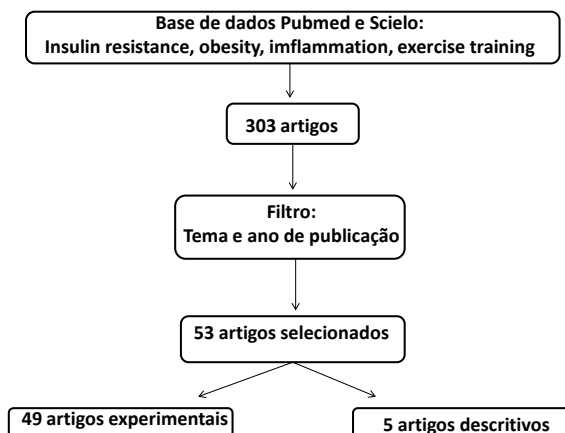 Base de dados Pubmed e Scielo:
Insulin resistance, obesity, imflammation, exercise training
303 artigos
Filtro:
Tema e ano de publicação
53 artigos selecionados
49 artigos experimentais
5 artigos descritivos